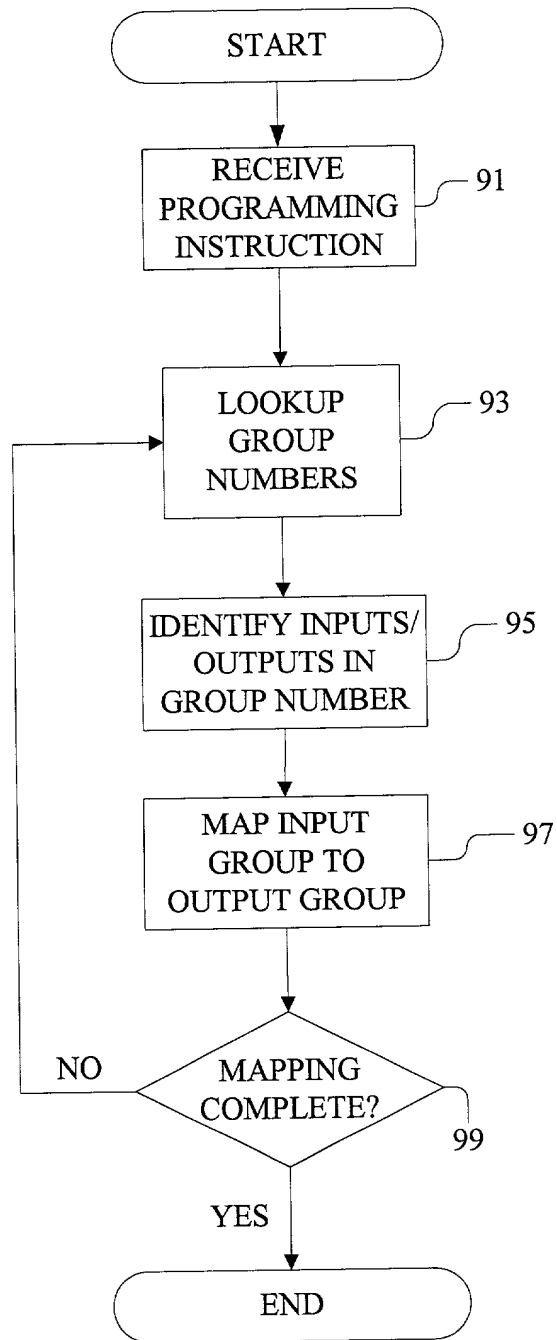 START
RECEIVE
PROGRAMMING
INSTRUCTION
91
LOOKUP
GROUP
NUMBERS
93
IDENTIFY INPUTS/
OUTPUTS IN
GROUP NUMBER
95
MAP INPUT
GROUP TO
OUTPUT GROUP
97
NO
MAPPING
COMPLETE?
99
YES
END